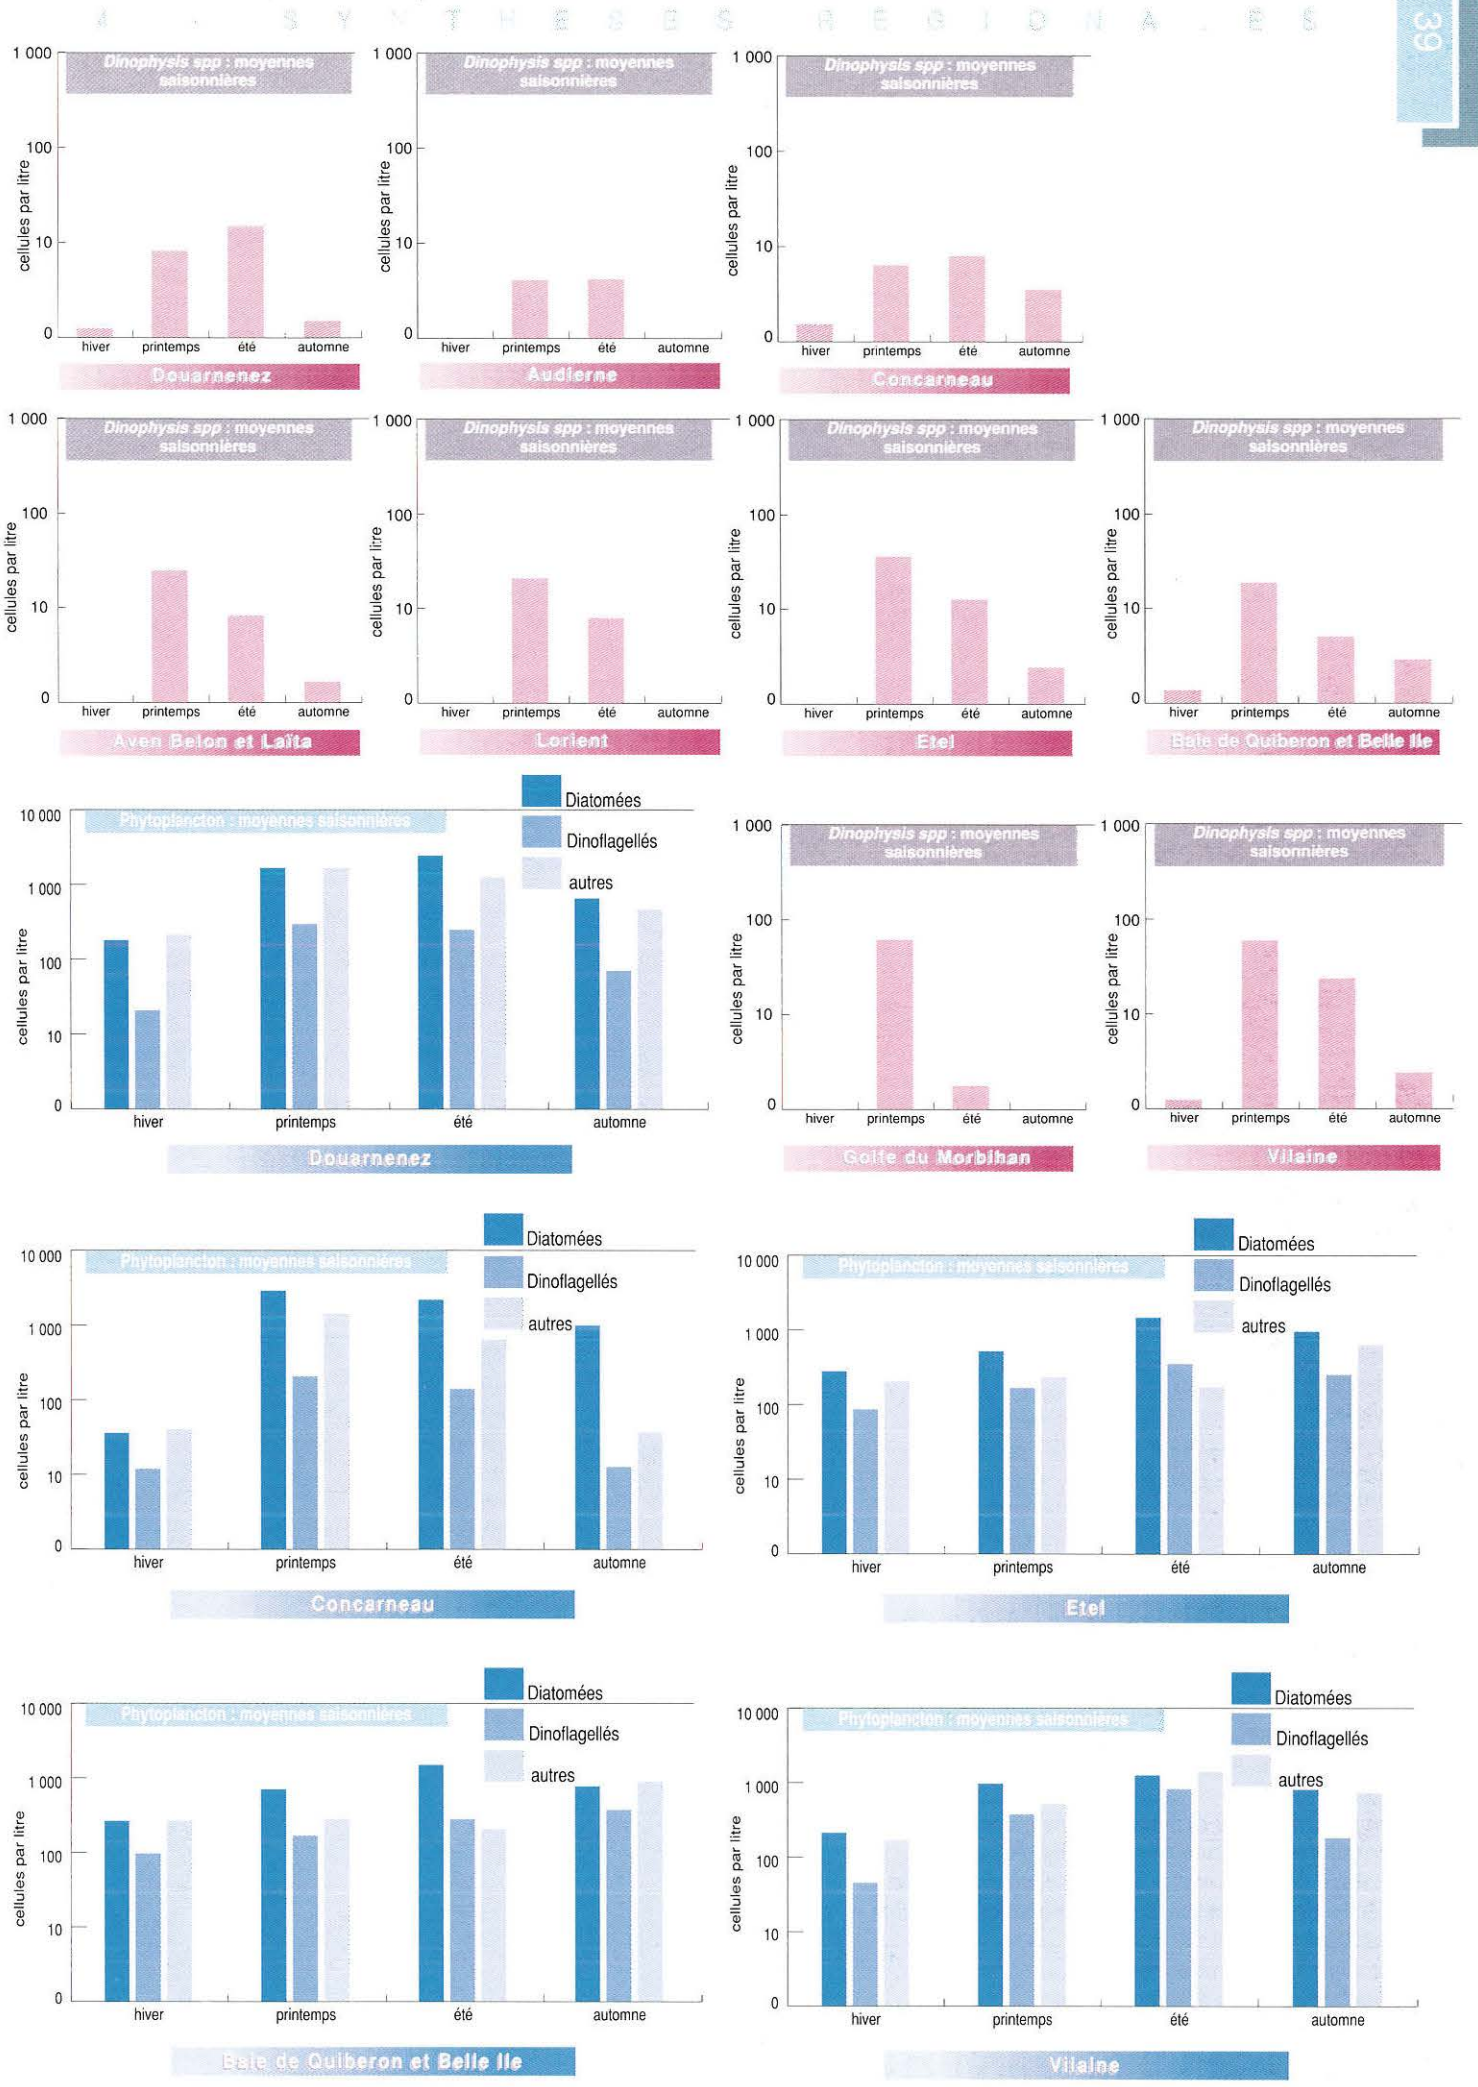 A . SYNTHESES REGIONALES
39
Dinophysis spp : moyennes
saisonnières
1 000
100
10
0
cellules par litre
hiver printemps été automne
Douarnenez
Dinophysis spp : moyennes
saisonnières
1 000
100
10
0
cellules par litre
hiver printemps été automne
Audierne
Dinophysis spp : moyennes
saisonnières
1 000
100
10
0
cellules par litre
hiver printemps été automne
Concarneau
Dinophysis spp : moyennes
saisonnières
1 000
100
10
0
cellules par litre
hiver printemps été automne
Aven Belon et Laïta
Dinophysis spp : moyennes
saisonnières
1 000
100
10
0
cellules par litre
hiver printemps été automne
Lorient
Dinophysis spp : moyennes
saisonnières
1 000
100
10
0
cellules par litre
hiver printemps été automne
Etel
Dinophysis spp : moyennes
saisonnières
1 000
100
10
0
cellules par litre
hiver printemps été automne
Baie de Quiberon et Belle Ile
Phytoplancton : moyennes saisonnières
Diatomées
Dinoflagellés
autres
10 000
1 000
100
10
0
cellules par litre
hiver printemps été automne
Douarnenez
Dinophysis spp : moyennes
saisonnières
1 000
100
10
0
cellules par litre
hiver printemps été automne
Golfe du Morbihan
Dinophysis spp : moyennes
saisonnières
1 000
100
10
0
cellules par litre
hiver printemps été automne
Vilaine
Phytoplancton : moyennes saisonnières
Diatomées
Dinoflagellés
autres
10 000
1 000
100
10
0
cellules par litre
hiver printemps été automne
Concarneau
Phytoplancton : moyennes saisonnières
Diatomées
Dinoflagellés
autres
10 000
1 000
100
10
0
cellules par litre
hiver printemps été automne
Etel
Phytoplancton : moyennes saisonnières
Diatomées
Dinoflagellés
autres
10 000
1 000
100
10
0
cellules par litre
hiver printemps été automne
Baie de Quiberon et Belle Ile
Phytoplancton : moyennes saisonnières
Diatomées
Dinoflagellés
autres
10 000
1 000
100
10
0
cellules par litre
hiver printemps été automne
Vilaine